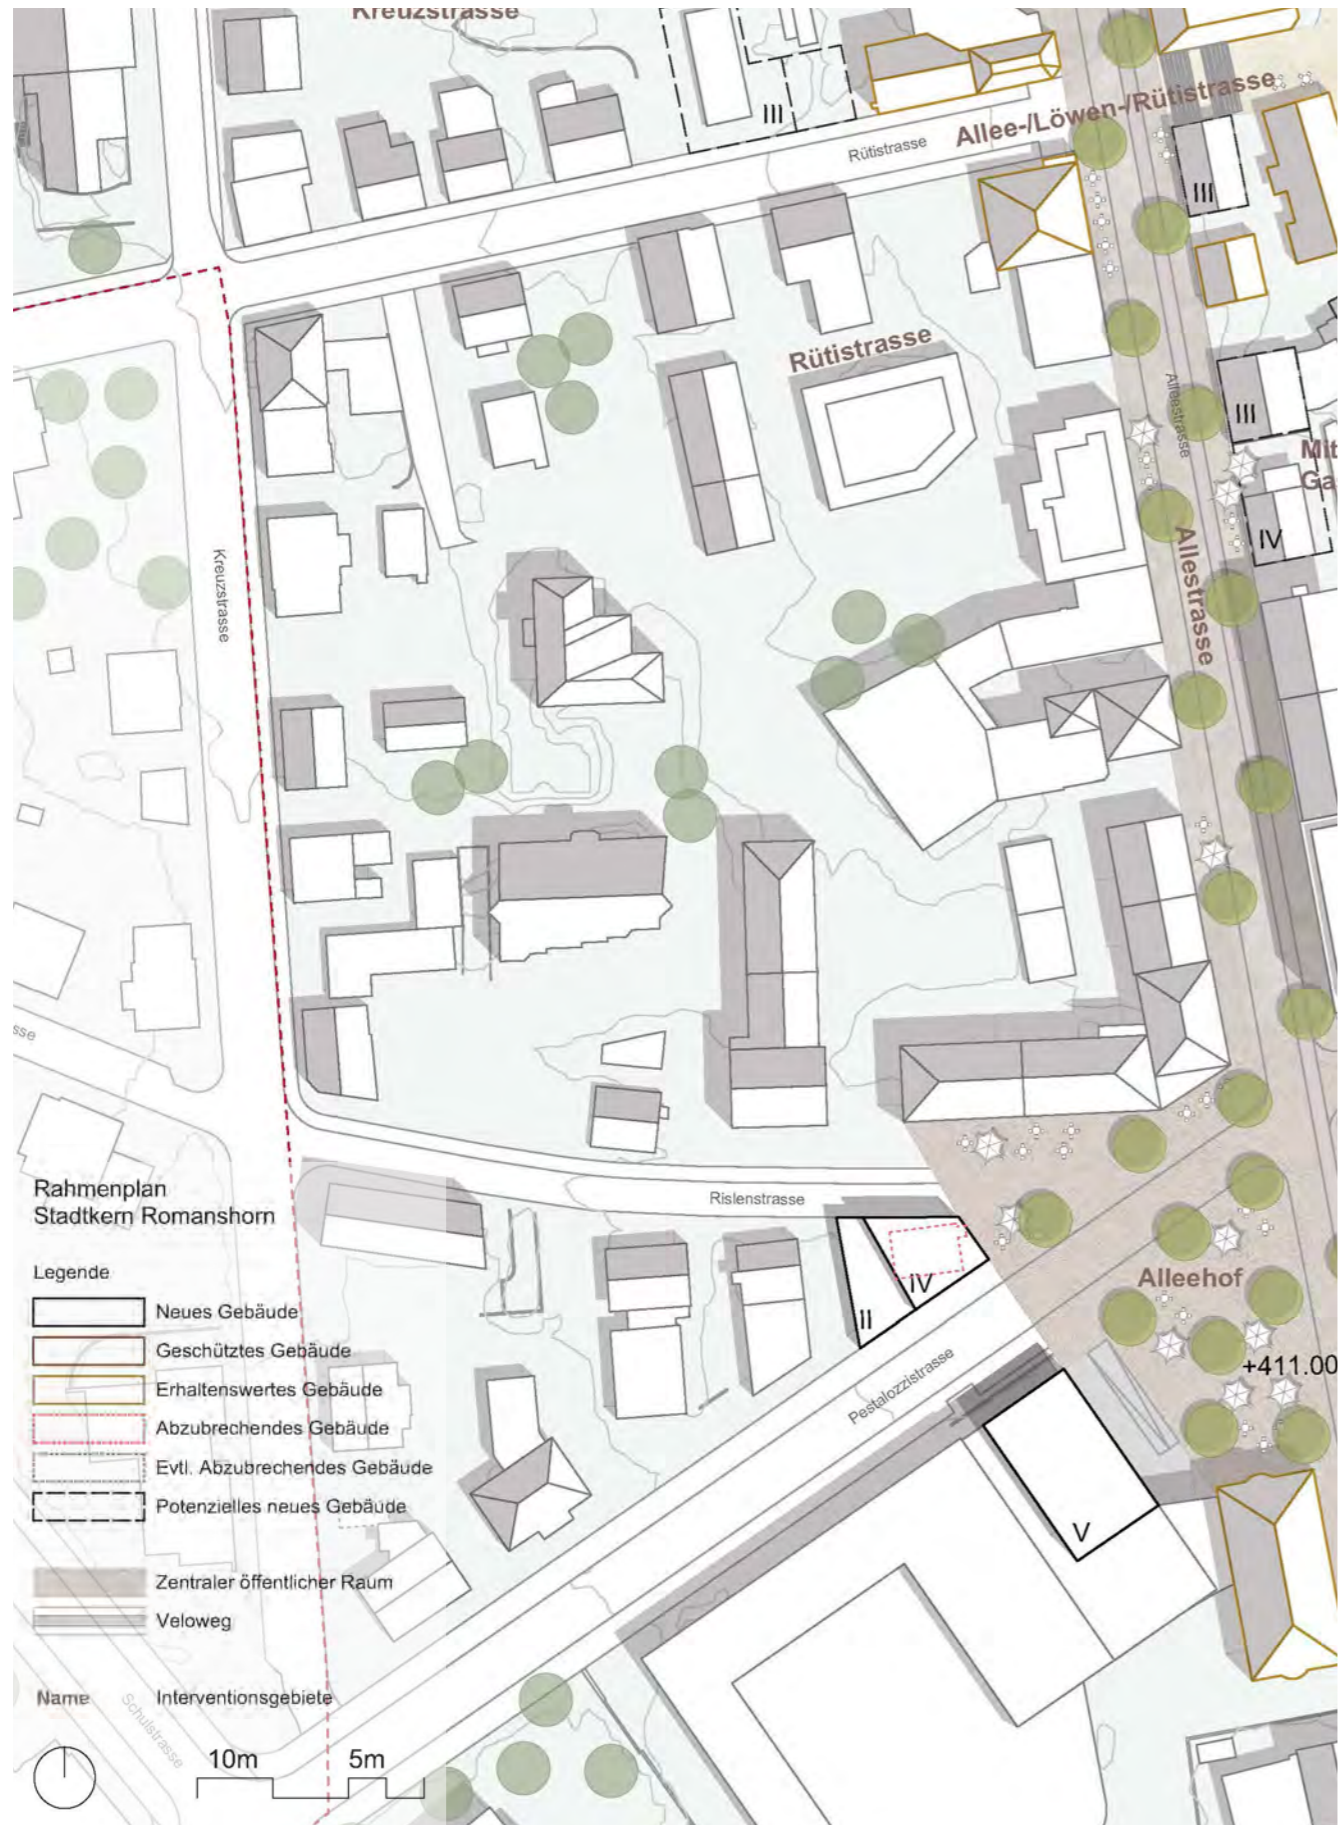 Kreuzstrasse
Allee-/Löwen-/Rütistrasse
III
Rütistrasse
III
Rütistrasse
Alleestrasse
III
Mit
Ga
IV
Kreuzstrasse
Allestrasse
sse
Rislenstrasse
Rahmenplan
Stadtkern Romanshorn
Legende
Neues Gebäude
Geschütztes Gebäude
Erhaltenswertes Gebäude
Abzubrechendes Gebäude
Evtl. Abzubrechendes Gebäude
Potenzielles neues Gebäude
Zentraler öffentlicher Raum
Veloweg
Name Interventionsgebiete
Schulstrasse
10m 5m
IV
II
Alleehof
+411.00
Pestalozzistrasse
V